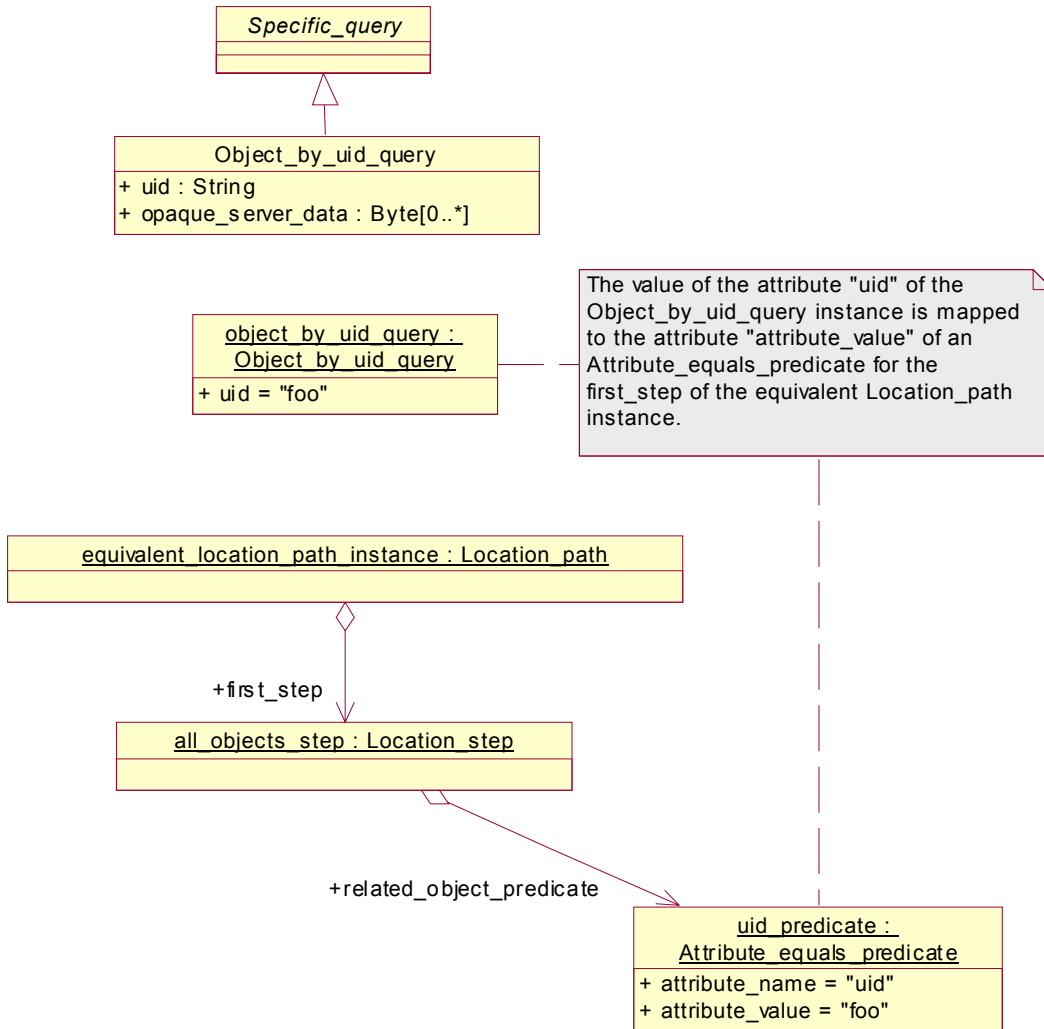 Specific_query
Object_by_uid_query
+ uid : String
+ opaque_server_data : Byte[0..*]
The value of the attribute "uid" of the
Object_by_uid_query instance is mapped
to the attribute "attribute_value" of an
Attribute_equals_predicate for the
first_step of the equivalent Location_path
instance.
object_by_uid_query :
Object_by_uid_query
+ uid = "foo"
equivalent_location_path_instance : Location_path
+first_step
all_objects_step : Location_step
+related_object_predicate
uid_predicate :
Attribute_equals_predicate
+ attribute_name = "uid"
+ attribute_value = "foo"